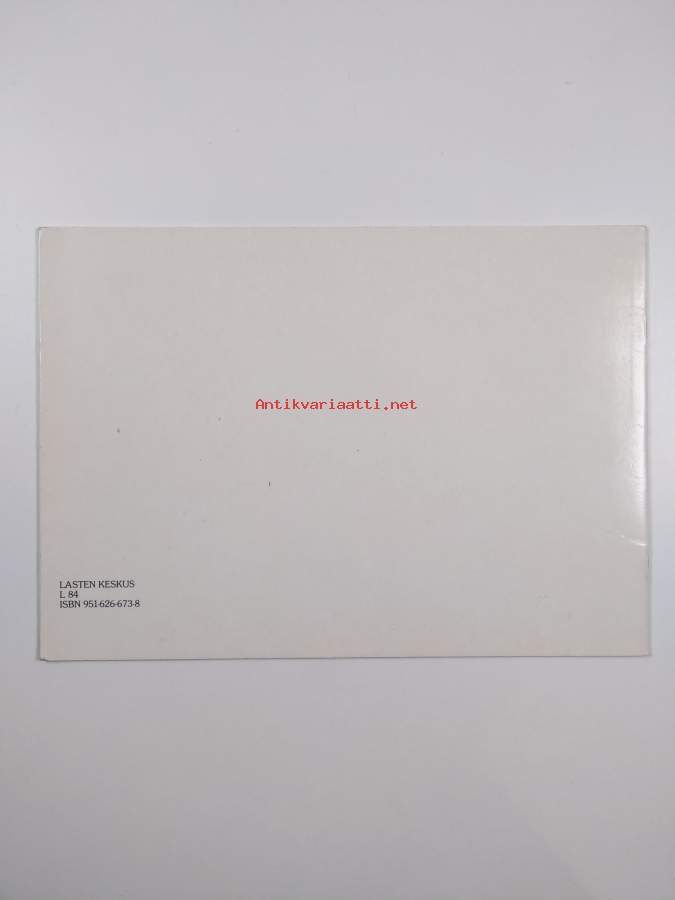 Antikvariaatti.net
LASTEN KESKUS
L 84
ISBN 951-626-673-8